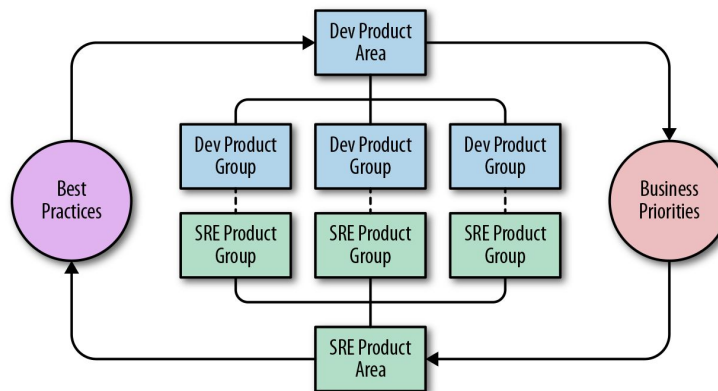 Dev Product
Area
Dev Product
Group
Dev Product
Group
Dev Product
Group
Best
Practices
Business
Priorities
SRE Product
Group
SRE Product
Group
SRE Product
Group
SRE Product
Area